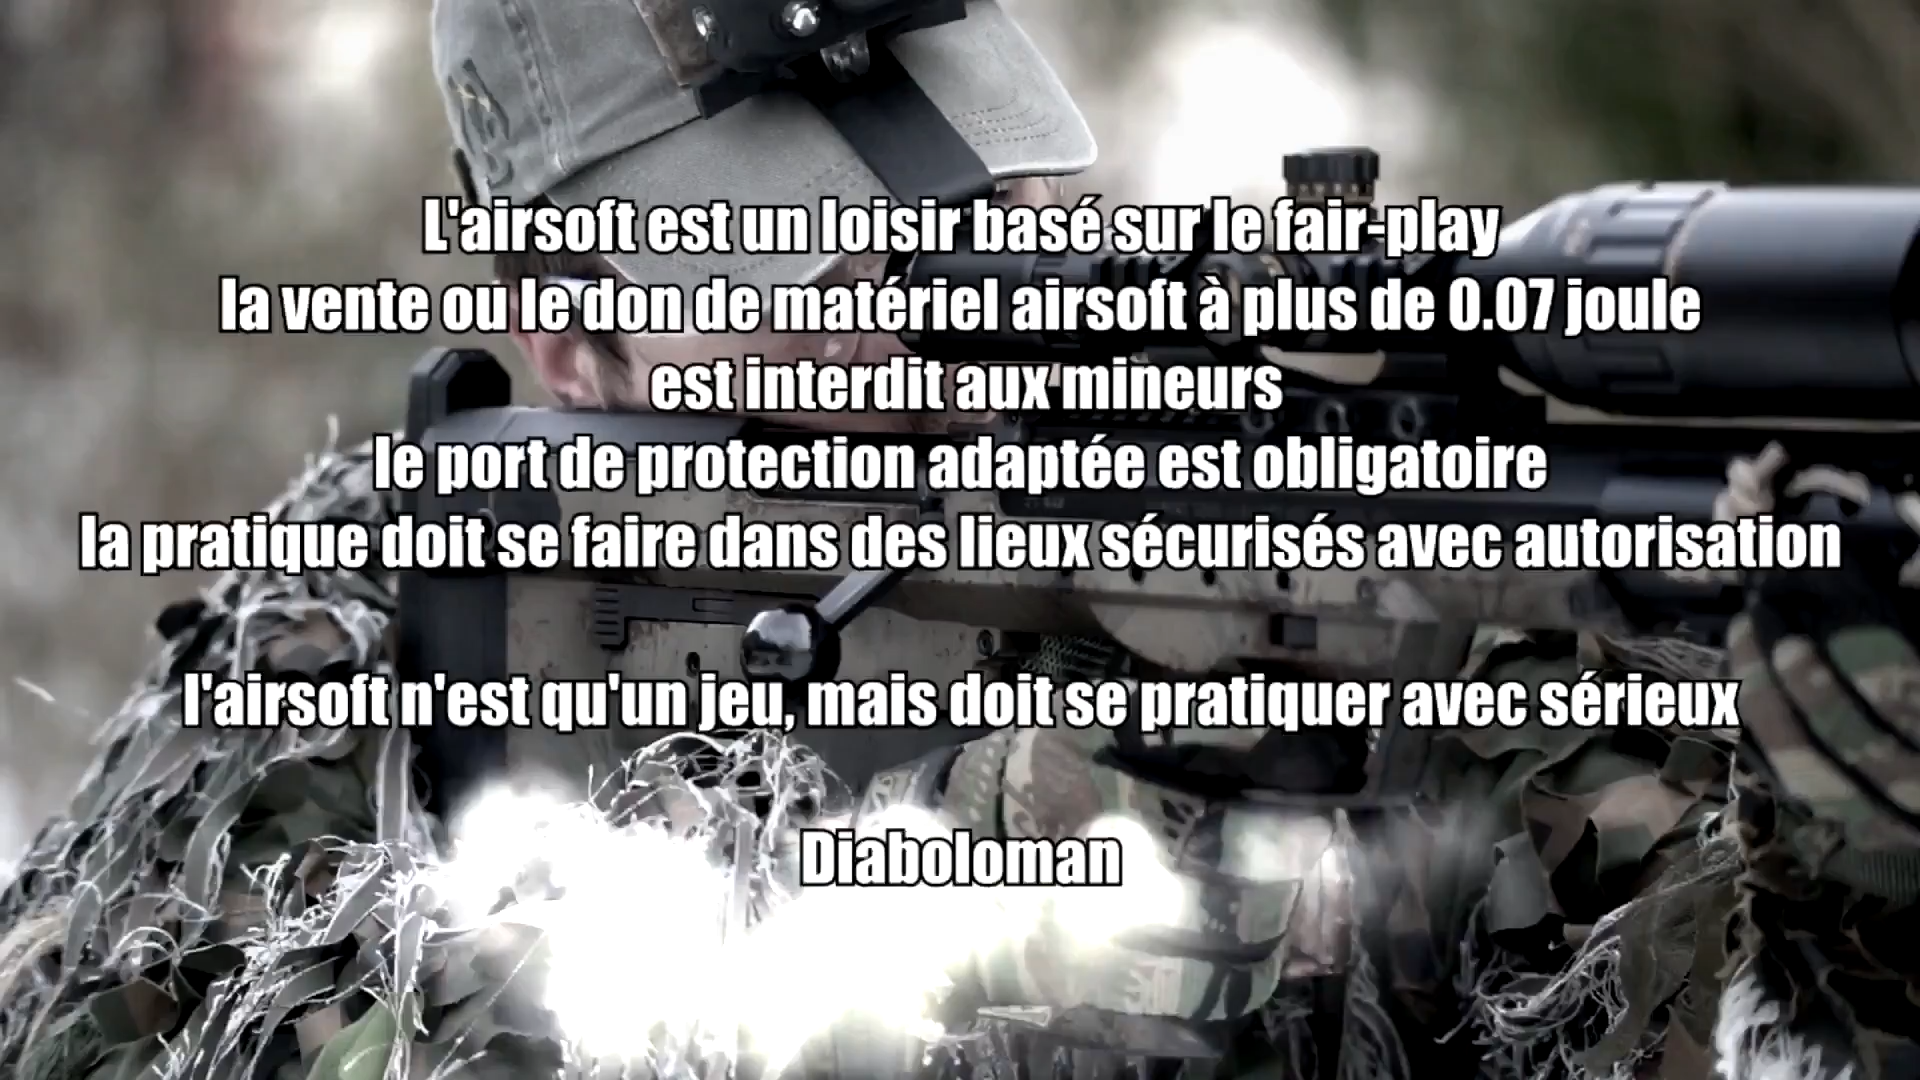 L'airsoft est un loisir basé sur le fair-play
la vente ou le don de matériel airsoft à plus de 0.07 joule
est interdit aux mineurs
le port de protection adaptée est obligatoire
la pratique doit se faire dans des lieux sécurisés avec autorisation
l'airsoft n'est qu'un jeu, mais doit se pratiquer avec sérieux
Diaboloman